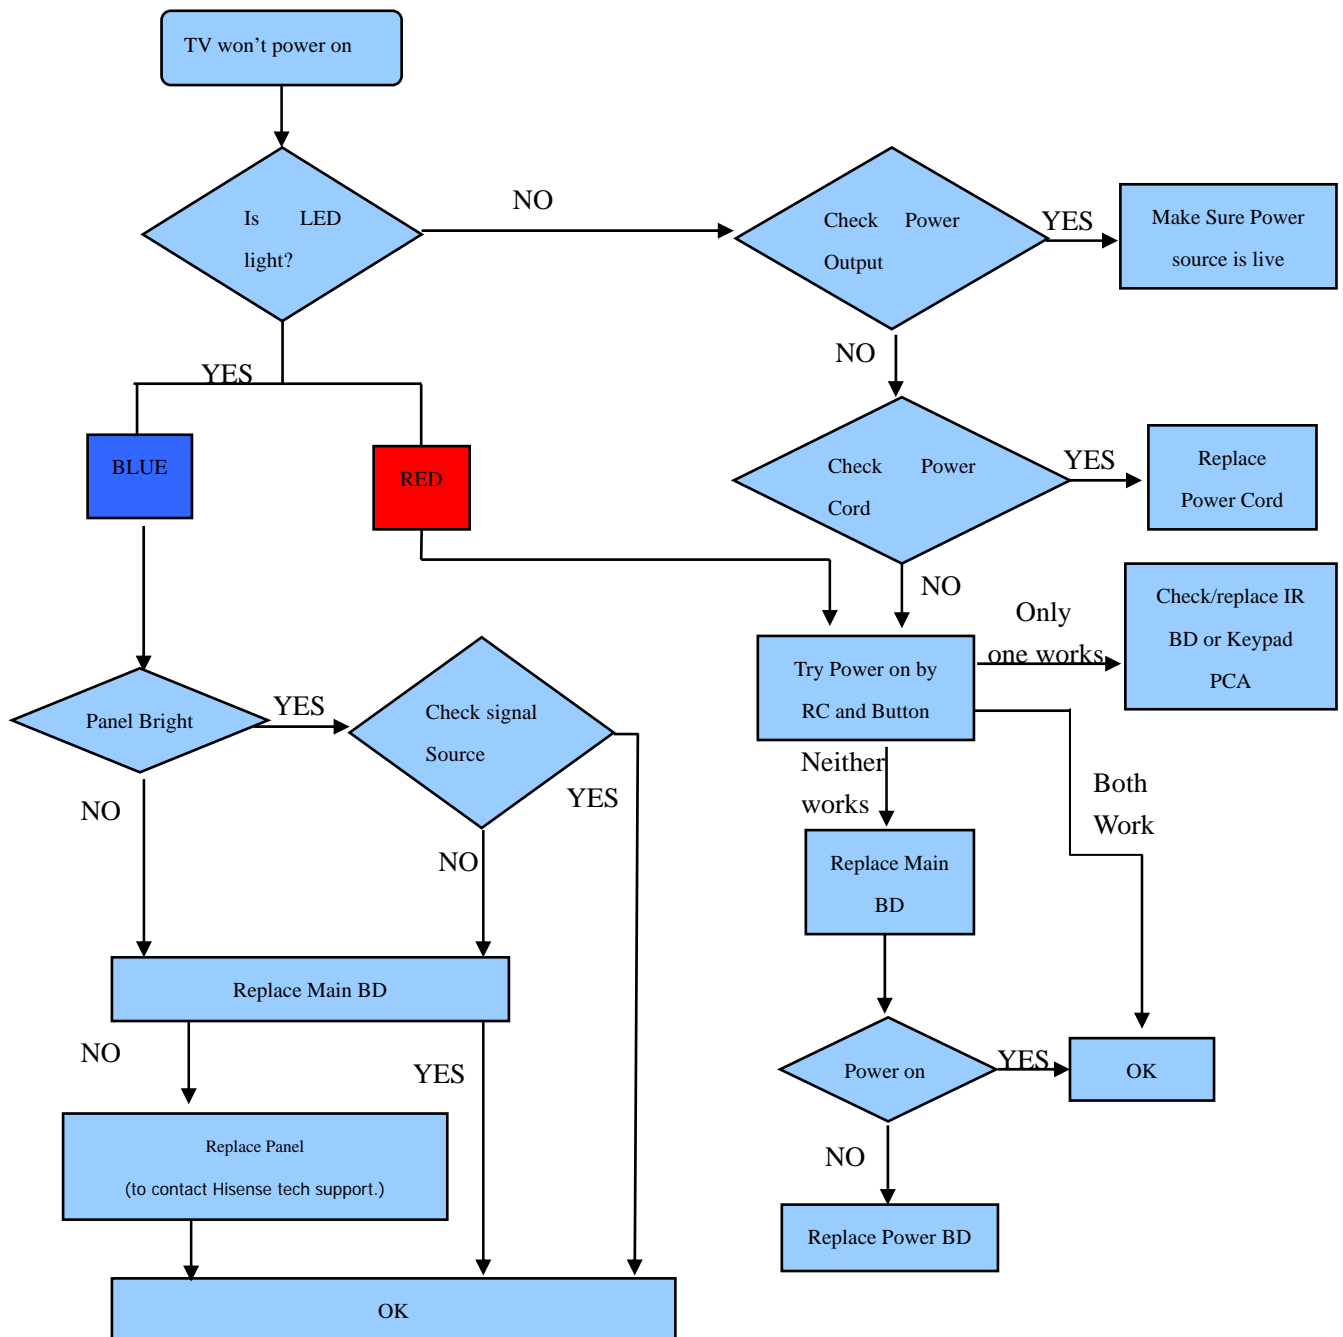 TV won’t power on
Is LED
light?
NO
Check Power
Output
YES
Make Sure Power
source is live
YES
NO
BLUE
RED
Check Power
Cord
YES
Replace
Power Cord
NO
Only
one works
Check/replace IR
BD or Keypad
PCA
Try Power on by
RC and Button
Panel Bright
YES
Check signal
Source
NO
YES
NO
Neither
works
Both
Work
Replace Main
BD
Replace Main BD
NO
YES
Power on
YES
OK
Replace Panel
(to contact Hisense tech support.)
NO
Replace Power BD
OK